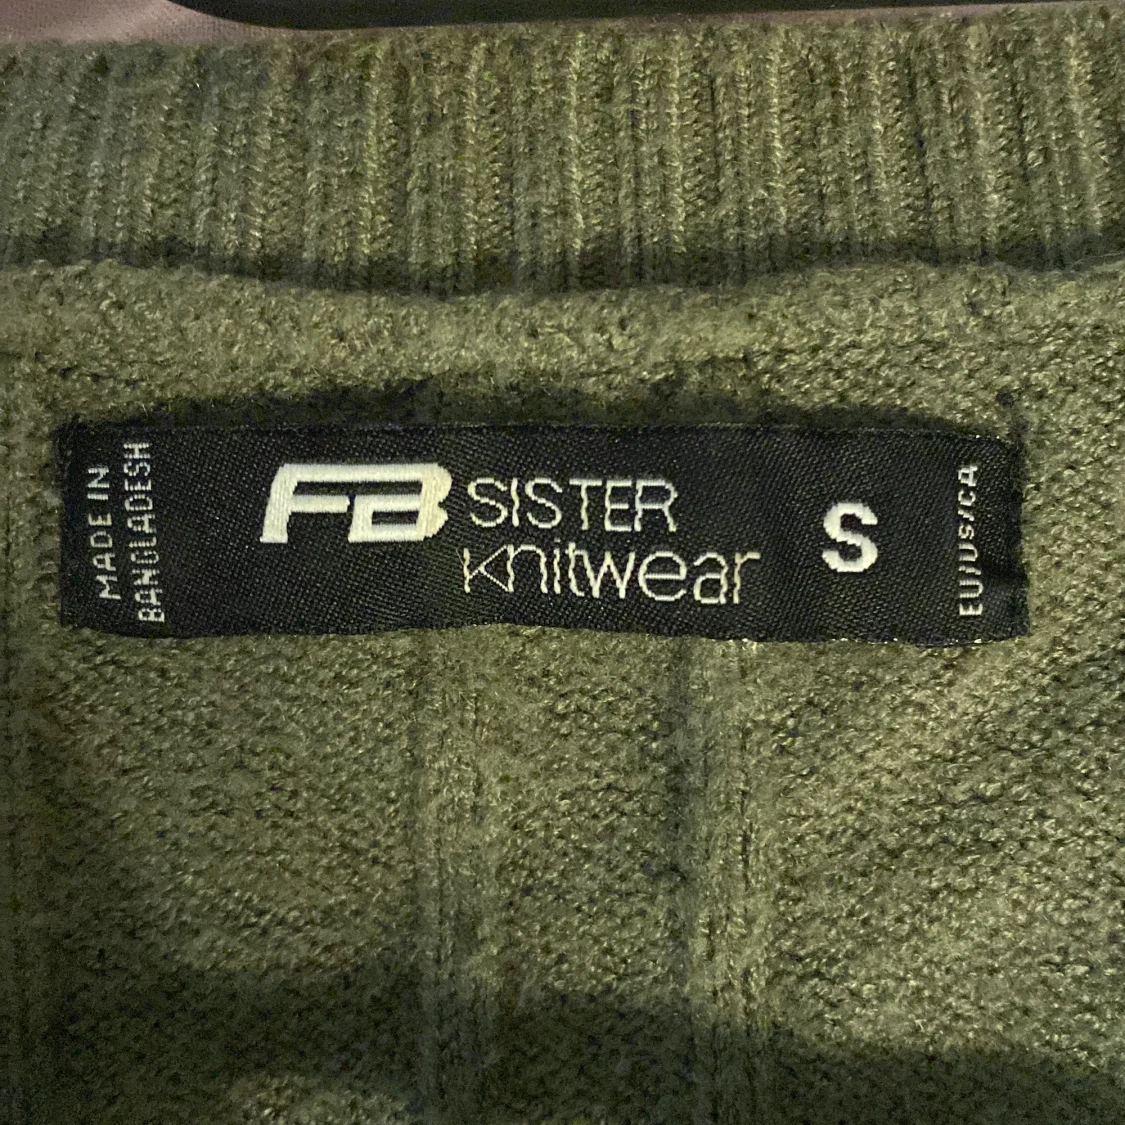 MADE IN
BANGLADESH
FB SISTER
knitwear
S
EU/US/CA